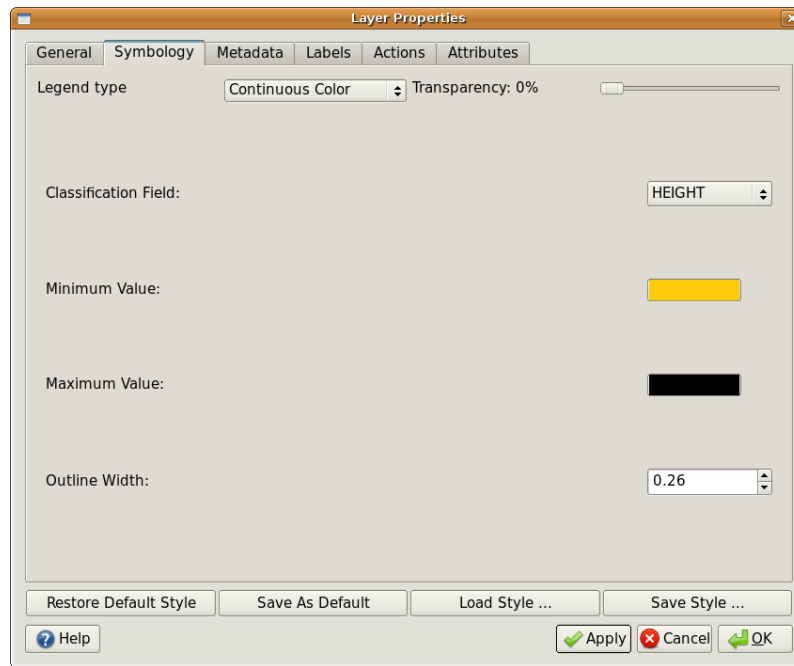 Layer Properties
General Symbology Metadata Labels Actions Attributes
Legend type Continuous Color Transparency: 0%
Classification Field: HEIGHT
Minimum Value:
Maximum Value:
Outline Width: 0.26
Restore Default Style Save As Default Load Style ... Save Style ...
Help Apply Cancel OK